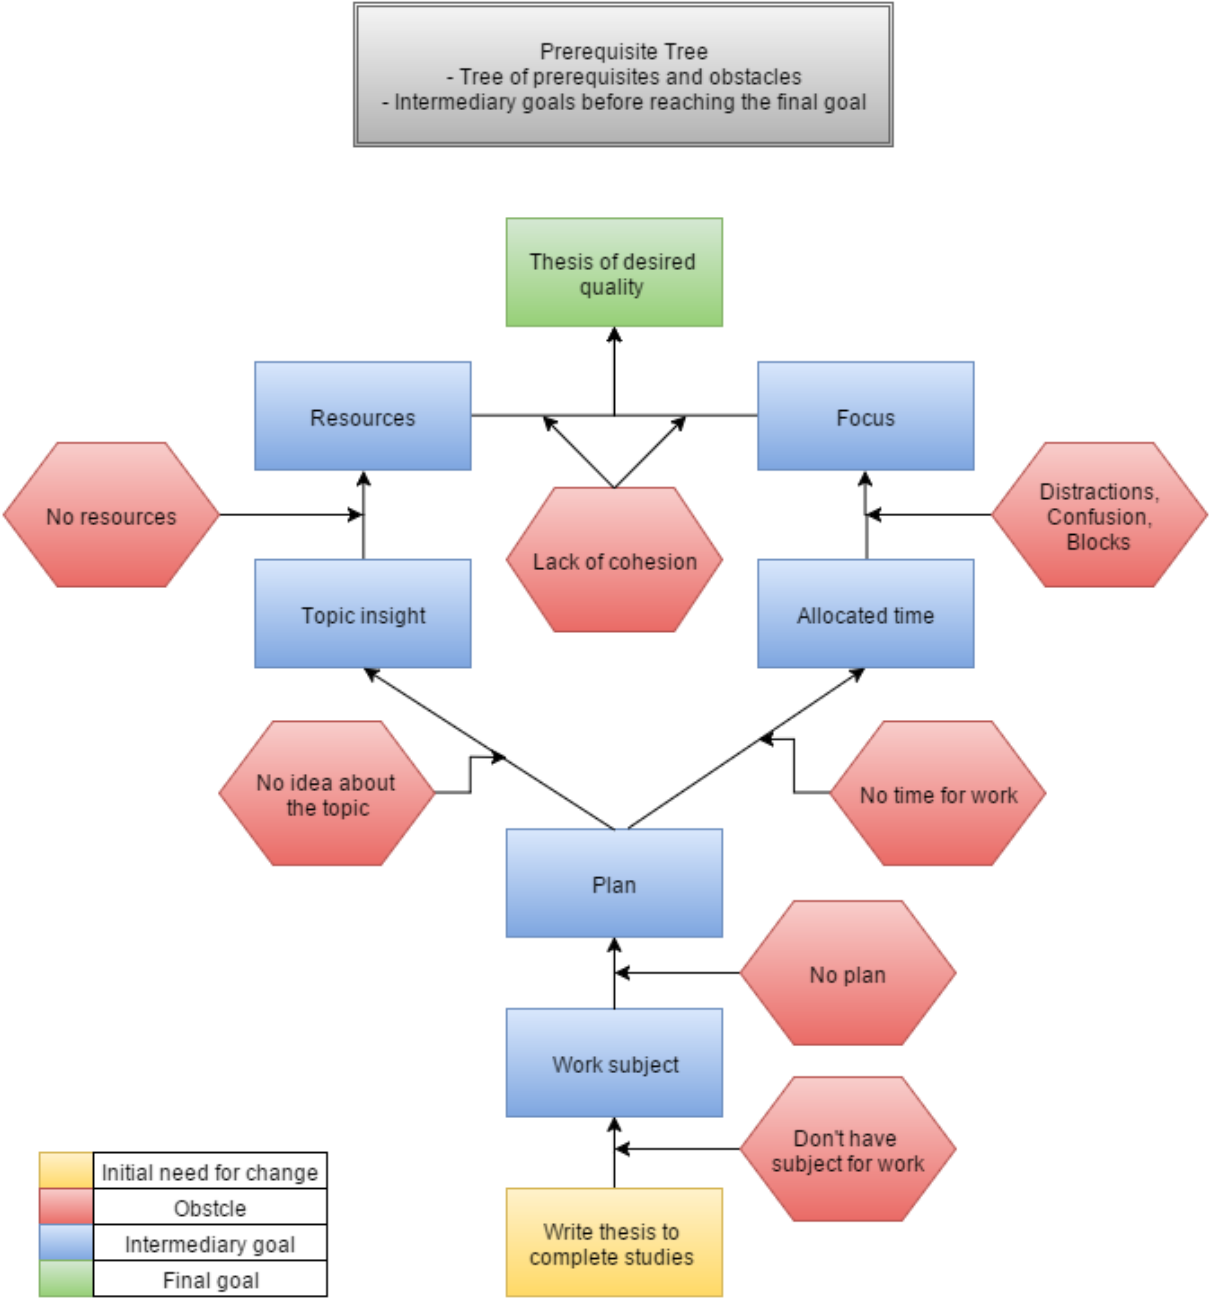 Prerequisite Tree
- Tree of prerequisites and obstacles
- Intermediary goals before reaching the final goal
Thesis of desired
quality
Resources
Focus
No resources
Lack of cohesion
Distractions,
Confusion,
Blocks
Topic insight
Allocated time
No idea about
the topic
No time for work
Plan
No plan
Work subject
Don't have
subject for work
Write thesis to
complete studies
Initial need for change
Obstcle
Intermediary goal
Final goal